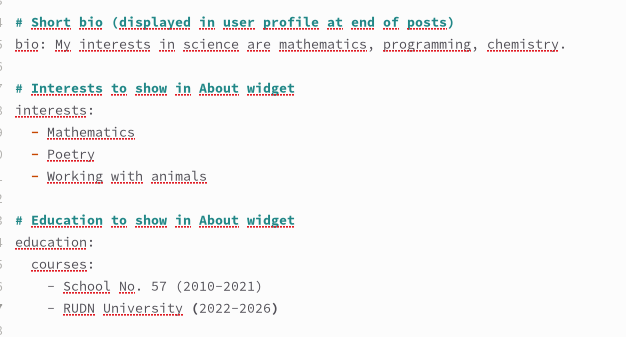 # Short bio (displayed in user profile at end of posts)
bio: My interests in science are mathematics, programming, chemistry.
# Interests to show in About widget
interests:
- Mathematics
- Poetry
- Working with animals
# Education to show in About widget
education:
courses:
- School No. 57 (2010-2021)
- RUDN University (2022-2026)